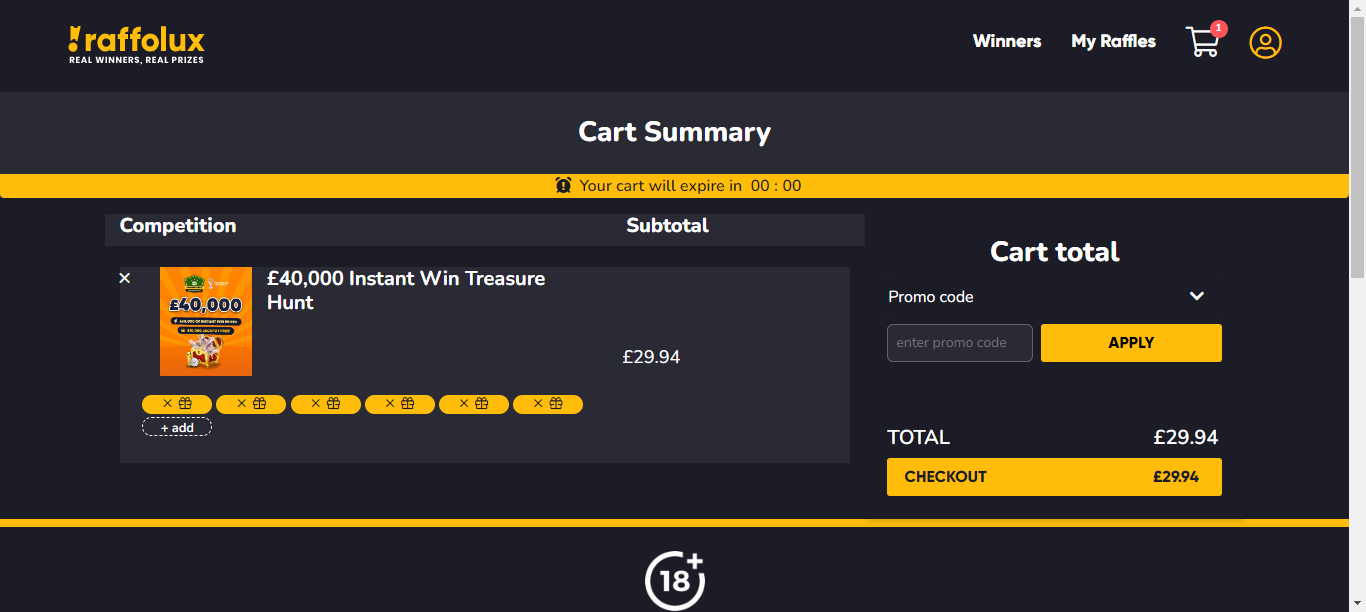 raffolux
REAL WINNERS, REAL PRIZES
Winners
My Raffles
1
Cart Summary
Your cart will expire in 00 : 00
Competition
Subtotal
£40,000 Instant Win Treasure
Hunt
£40,000
£29.94
+ add
Cart total
Promo code
enter promo code
APPLY
TOTAL
£29.94
CHECKOUT
£29.94
18+